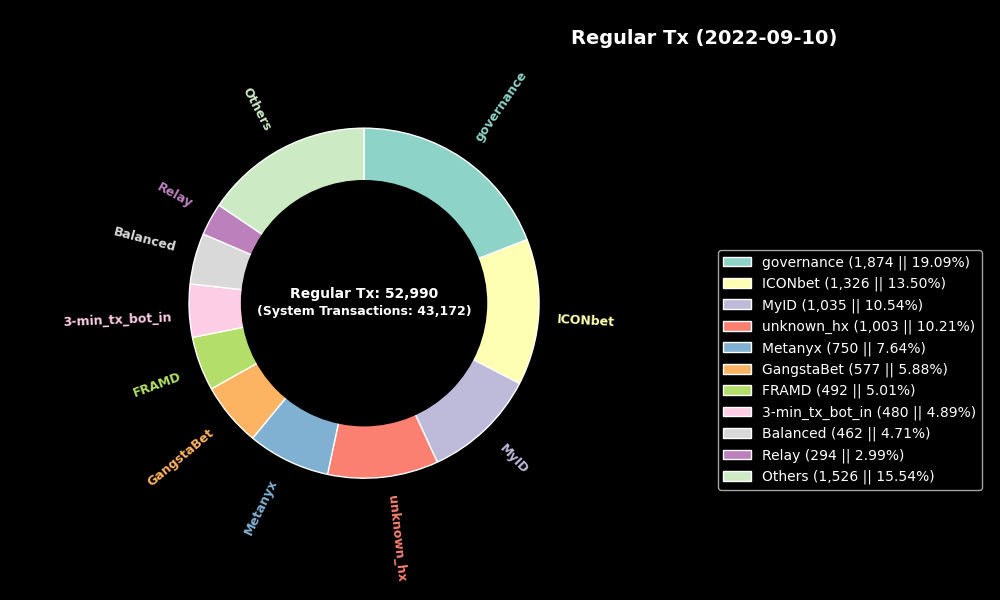 Regular Tx (2022-09-10)
governance
Others
Relay
Balanced
ICONbet
3-min_tx_bot_in
FRAMD
GangstaBet
MyID
Metanyx
unknown_hx
Regular Tx: 52,990
(System Transactions: 43,172)
governance (1,874 || 19.09%)
ICONbet (1,326 || 13.50%)
MyID (1,035 || 10.54%)
unknown_hx (1,003 || 10.21%)
Metanyx (750 || 7.64%)
GangstaBet (577 || 5.88%)
FRAMD (492 || 5.01%)
3-min_tx_bot_in (480 || 4.89%)
Balanced (462 || 4.71%)
Relay (294 || 2.99%)
Others (1,526 || 15.54%)